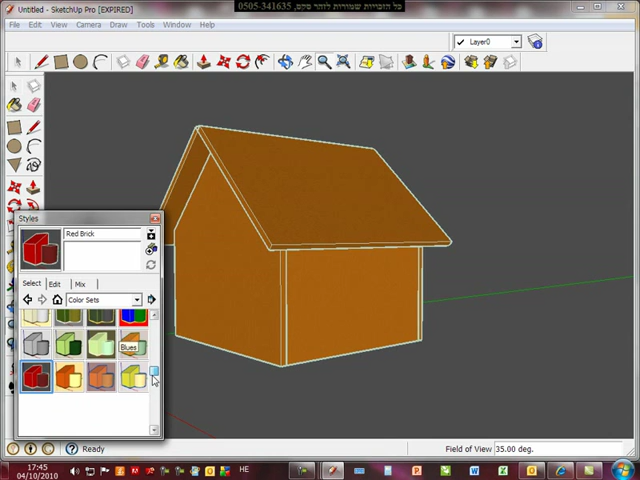 Untitled - SketchUp Pro [EXPIRED]
כל הזכויות שמורות לזהר סקס, 0505-341635
File Edit View Camera Draw Tools Window Help
Layer0
Styles
Red Brick
Select Edit Mix
Color Sets
Blues
Ready
Field of View 35.00 deg.
17:45
04/10/2010
HE